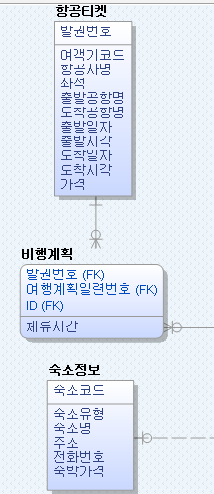 항공티켓
발권번호
여객기코드
항공사명
좌석
출발공항명
도착공항명
출발일자
출발시각
도착일자
도착시각
가격
비행계획
발권번호 (FK)
여행계획일련번호 (FK)
ID (FK)
체류시간
숙소정보
숙소코드
숙소유형
숙소명
주소
전화번호
숙박가격